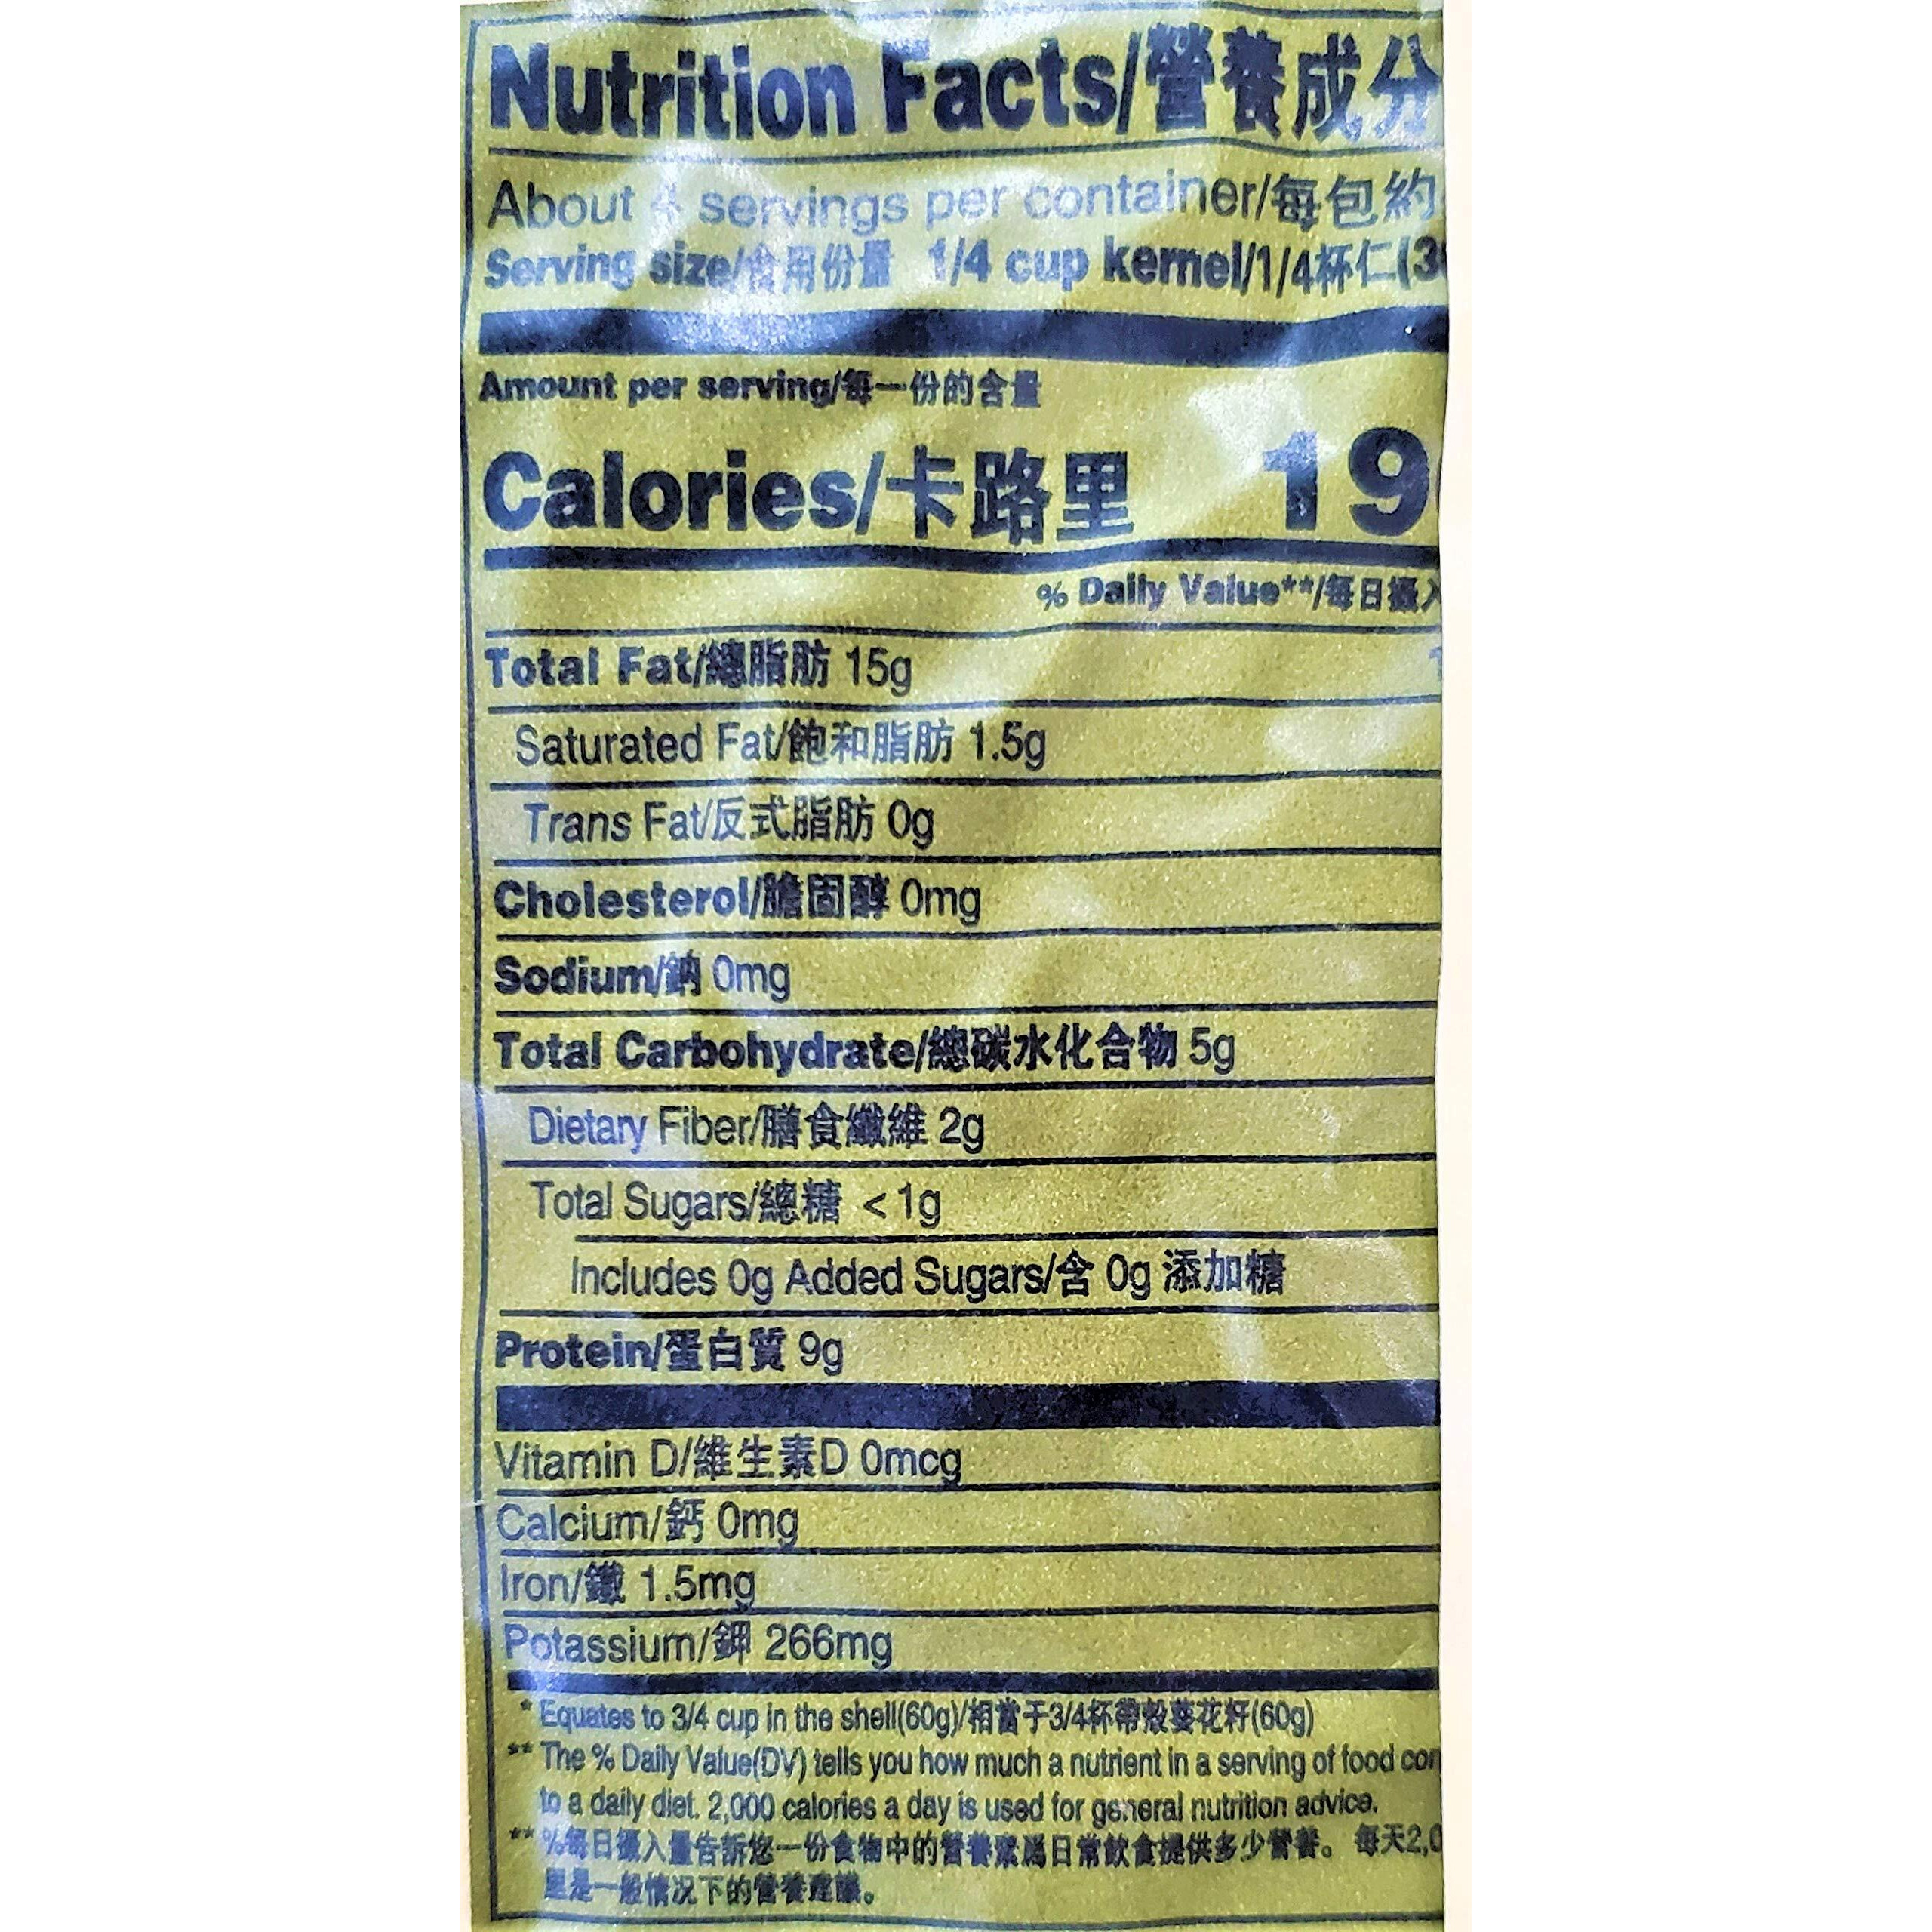 Nutrition Facts/營養成分
About 4 servings per container/每包約
Serving size/食用份量 1/4 cup kernel/1/4杯仁(3
Amount per serving/每一份的含量
Calories/卡路里 19
% Daily Value**/每日攝入
Total Fat/總脂肪 15g 1
Saturated Fat/飽和脂肪 1.5g
Trans Fat/反式脂肪 0g
Cholesterol/膽固醇 0mg
Sodium/鈉 0mg
Total Carbohydrate/總碳水化合物 5g
Dietary Fiber/膳食纖維 2g
Total Sugars/總糖 <1g
Includes 0g Added Sugars/含 0g 添加糖
Protein/蛋白質 9g
Vitamin D/維生素D 0mcg
Calcium/鈣 0mg
Iron/鐵 1.5mg
Potassium/鉀 266mg
* Equates to 3/4 cup in the shell(60g)/相當于3/4杯帶殼葵花籽(60g)
** The % Daily Value(DV) tells you how much a nutrient in a serving of food con
to a daily diet. 2,000 calories a day is used for general nutrition advice.
** %每日攝入量告訴您一份食物中的營養素爲日常飲食提供多少營養。 每天2,0
里是一般情况下的營養建議。